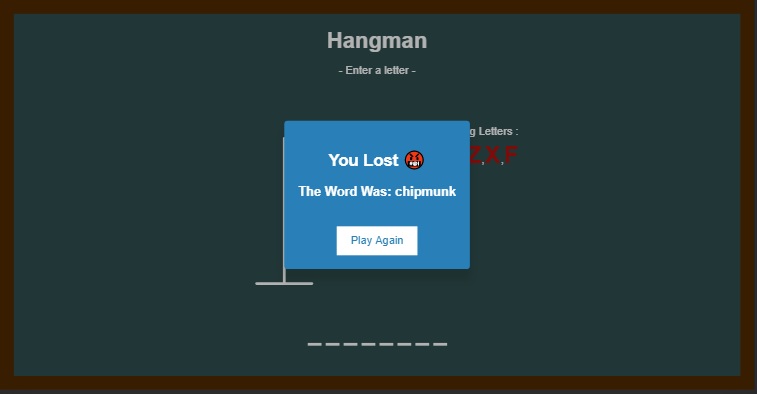 Hangman
- Enter a letter -
g Letters :
Z,X,F
You Lost 🤬
The Word Was: chipmunk
Play Again